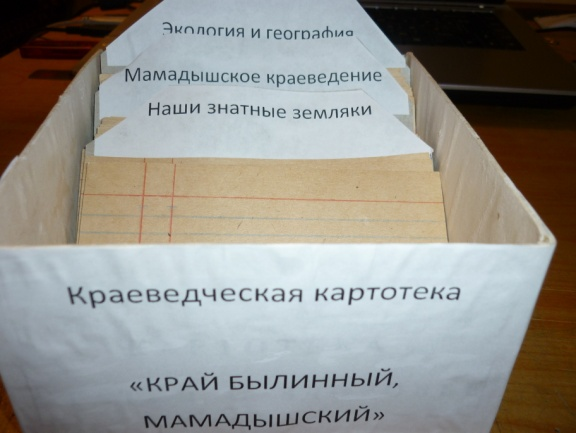 Экология и география
Мамадышское краеведение
Наши знатные земляки
Краеведческая картотека
«КРАЙ БЫЛИННЫЙ,
МАМАДЫШСКИЙ»